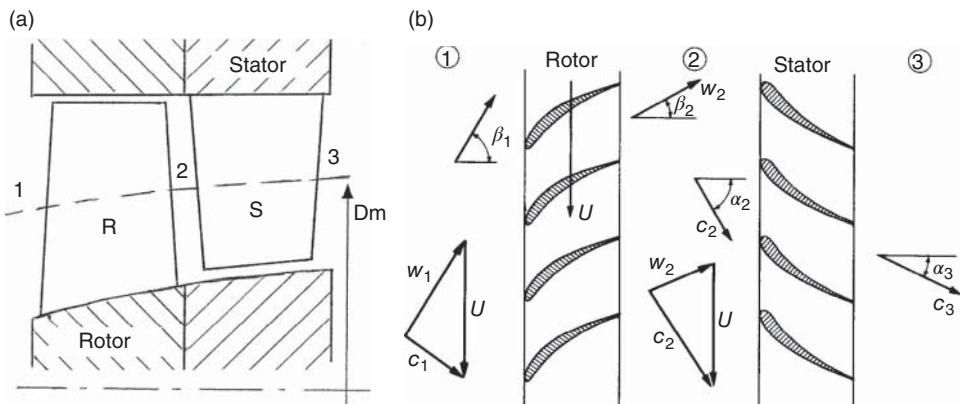 (a)
Stator
1
2
3
R
S
Dm
Rotor
(b)
①
Rotor
②
Stator
③
β₁
w₂
β₂
U
α₂
c₂
α₃
c₃
w₁
U
c₁
w₂
U
c₂